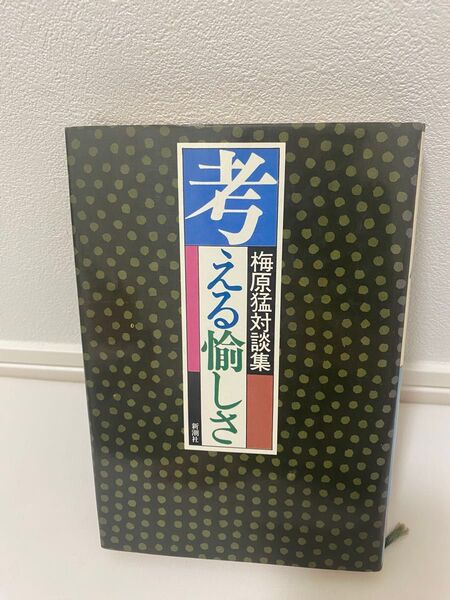 梅原猛対談集
考える愉しさ
新潮社